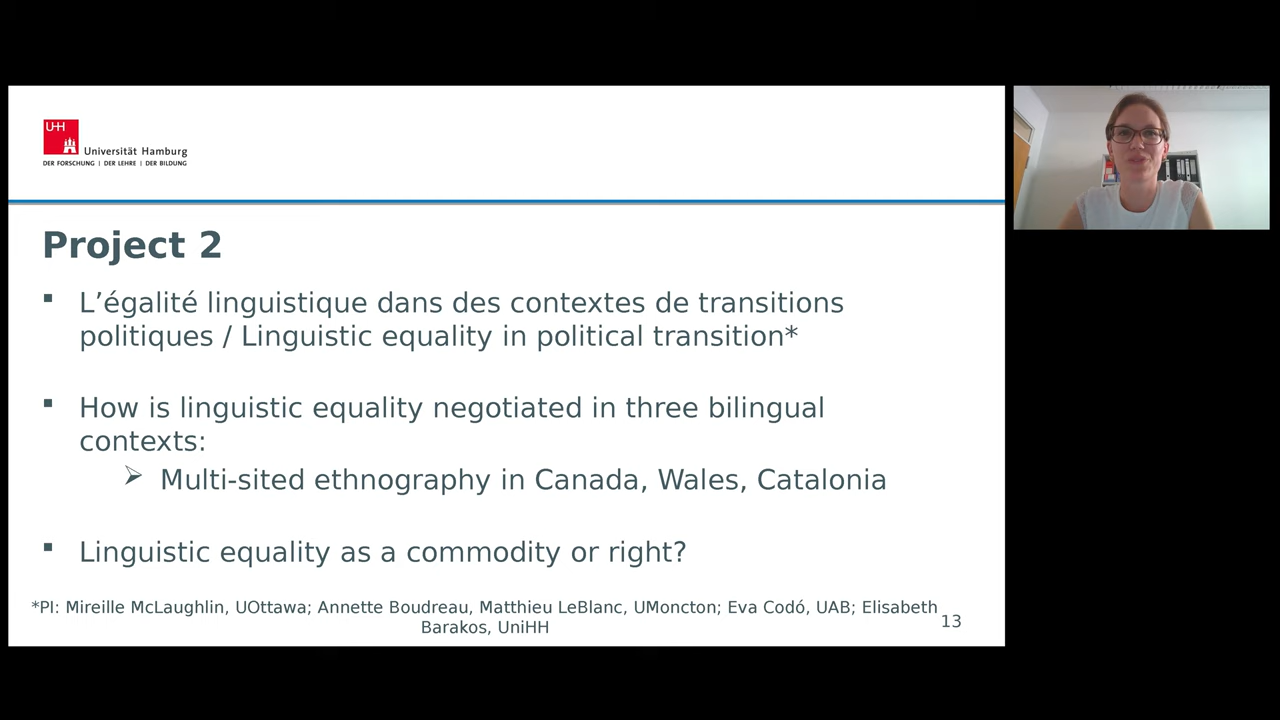 UHH
Universität Hamburg
DER FORSCHUNG | DER LEHRE | DER BILDUNG
Project 2
▪ L’égalité linguistique dans des contextes de transitions
politiques / Linguistic equality in political transition*
▪ How is linguistic equality negotiated in three bilingual
contexts:
➢ Multi-sited ethnography in Canada, Wales, Catalonia
▪ Linguistic equality as a commodity or right?
*PI: Mireille McLaughlin, UOttawa; Annette Boudreau, Matthieu LeBlanc, UMoncton; Eva Codó, UAB; Elisabeth
Barakos, UniHH
13